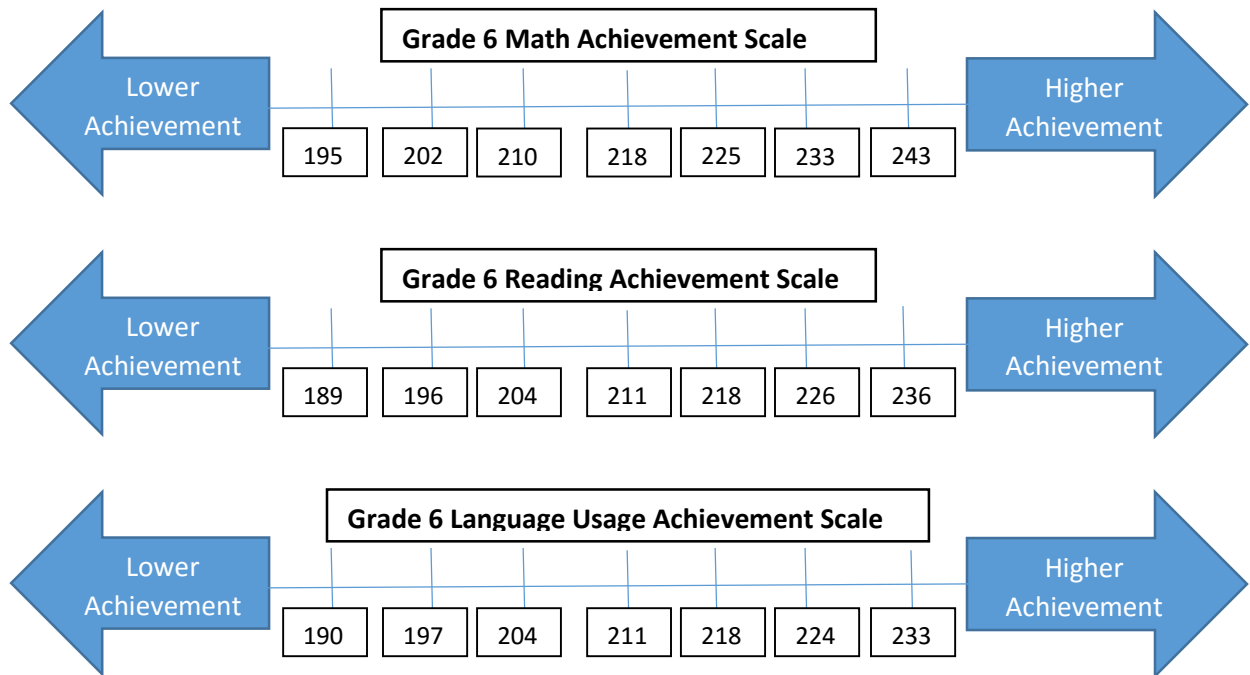 Grade 6 Math Achievement Scale
Lower
Achievement
Higher
Achievement
195 202 210 218 225 233 243
Grade 6 Reading Achievement Scale
Lower
Achievement
Higher
Achievement
189 196 204 211 218 226 236
Grade 6 Language Usage Achievement Scale
Lower
Achievement
Higher
Achievement
190 197 204 211 218 224 233